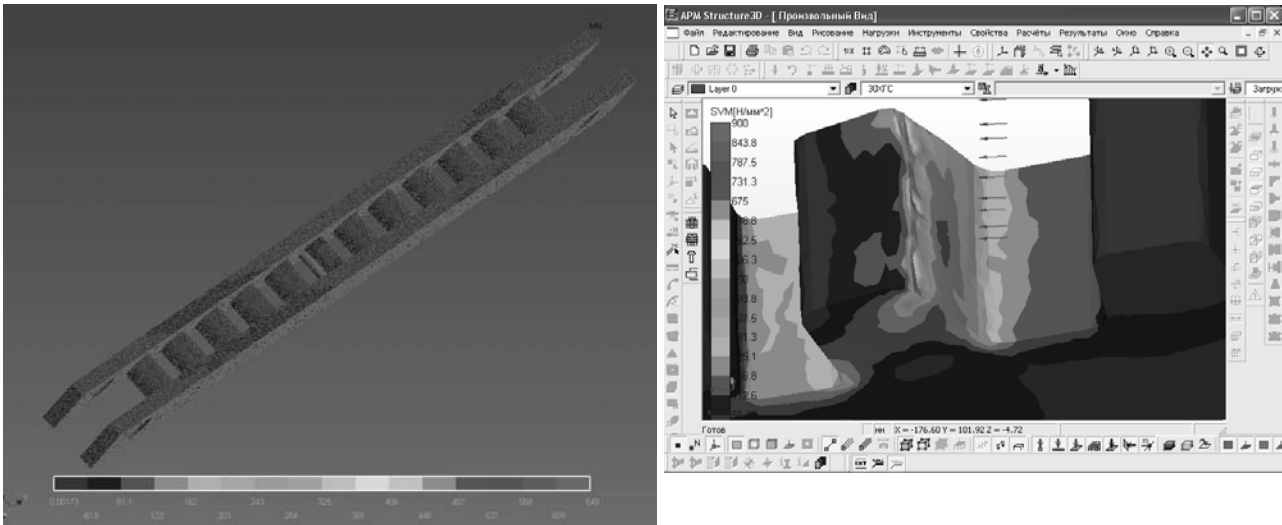 0.00173 81.1 162 243 325 406 487 568 649
40.6 122 203 284 365 446 527 609
APM Structure3D - [ Произвольный Вид]
Файл Редактирование Вид Рисование Нагрузки Инструменты Свойства Расчёты Результаты Окно Справка
Layer 0 30ХГС Загруж
SVM[Н/мм^2]
900
843.8
787.5
731.3
675
Готов мм X = -176.60 Y = 101.92 Z = -4.72